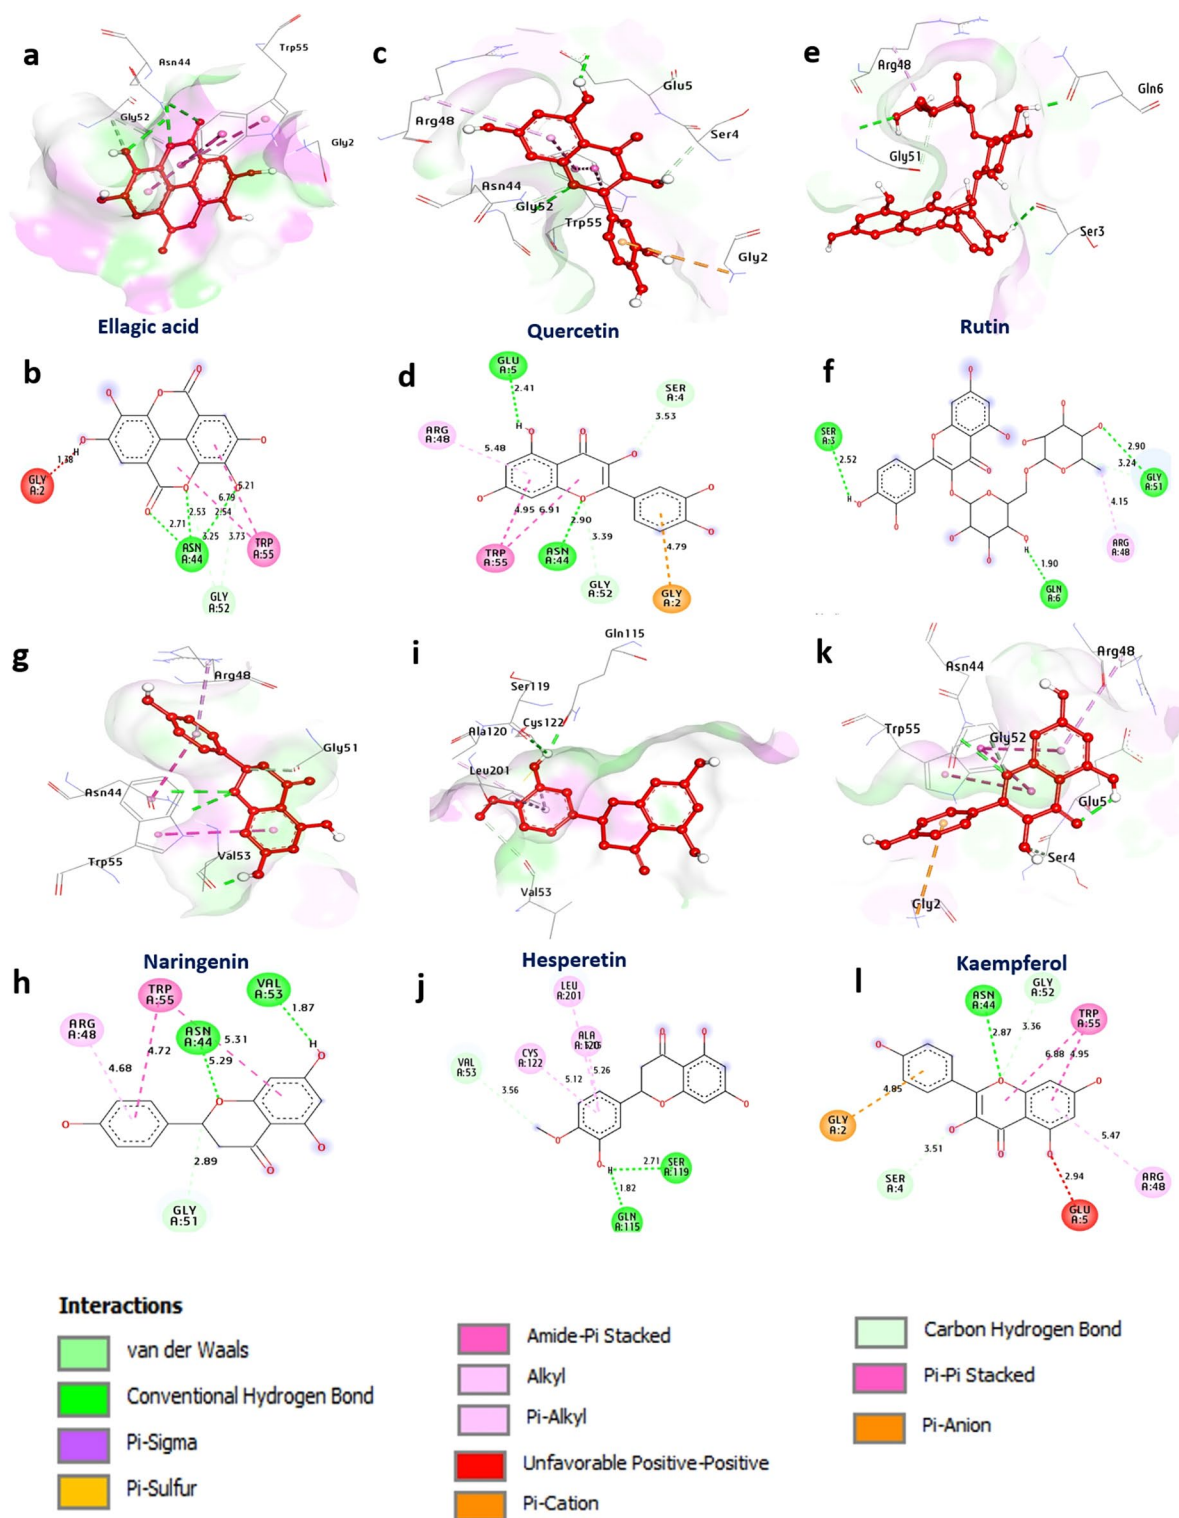 a
Asn44
Trp55
Gly52
Gly2
Ellagic acid
c
Glu5
Arg48
Ser4
Asn44
Gly52
Trp55
Gly2
Quercetin
e
Arg48
Gln6
Gly51
Ser3
Rutin
b
O
O
O
O
O
O
O
O
H
GLY
A:2
1.38
6.21
6.79
2.53
2.54
2.71
3.25
3.73
ASN
A:44
TRP
A:55
GLY
A:52
d
GLU
A:5
2.41
SER
A:4
3.53
ARG
A:48
5.48
H
O
O
O
O
O
O
O
4.95
6.91
2.90
3.39
4.79
TRP
A:55
ASN
A:44
GLY
A:52
GLY
A:2
f
SER
A:3
2.52
2.90
3.24
GLY
A:51
4.15
ARG
A:48
1.90
H
H
GLN
A:6
g
Arg48
Gly51
Asn44
Trp55
Val53
Naringenin
i
Gln115
Ser119
Cys122
Ala120
Leu201
Val53
Hesperetin
k
Arg48
Asn44
Trp55
Gly52
Glu5
Ser4
Gly2
Kaempferol
h
TRP
A:55
VAL
A:53
1.87
ARG
A:48
ASN
A:44
4.72
5.31
5.29
4.68
H
O
O
O
O
O
2.89
GLY
A:51
j
LEU
A:201
ALA
CYS
A:122
VAL
A:53
5.26
5.12
3.56
O
O
O
O
O
O
H
2.71
SER
A:119
1.82
GLN
A:115
l
ASN
A:44
GLY
A:52
TRP
A:55
2.87
3.36
6.88
4.95
4.85
GLY
A:2
O
O
O
O
O
O
3.51
SER
A:4
5.47
ARG
A:48
2.94
GLU
A:5
Interactions
van der Waals
Conventional Hydrogen Bond
Pi-Sigma
Pi-Sulfur
Amide-Pi Stacked
Alkyl
Pi-Alkyl
Unfavorable Positive-Positive
Pi-Cation
Carbon Hydrogen Bond
Pi-Pi Stacked
Pi-Anion